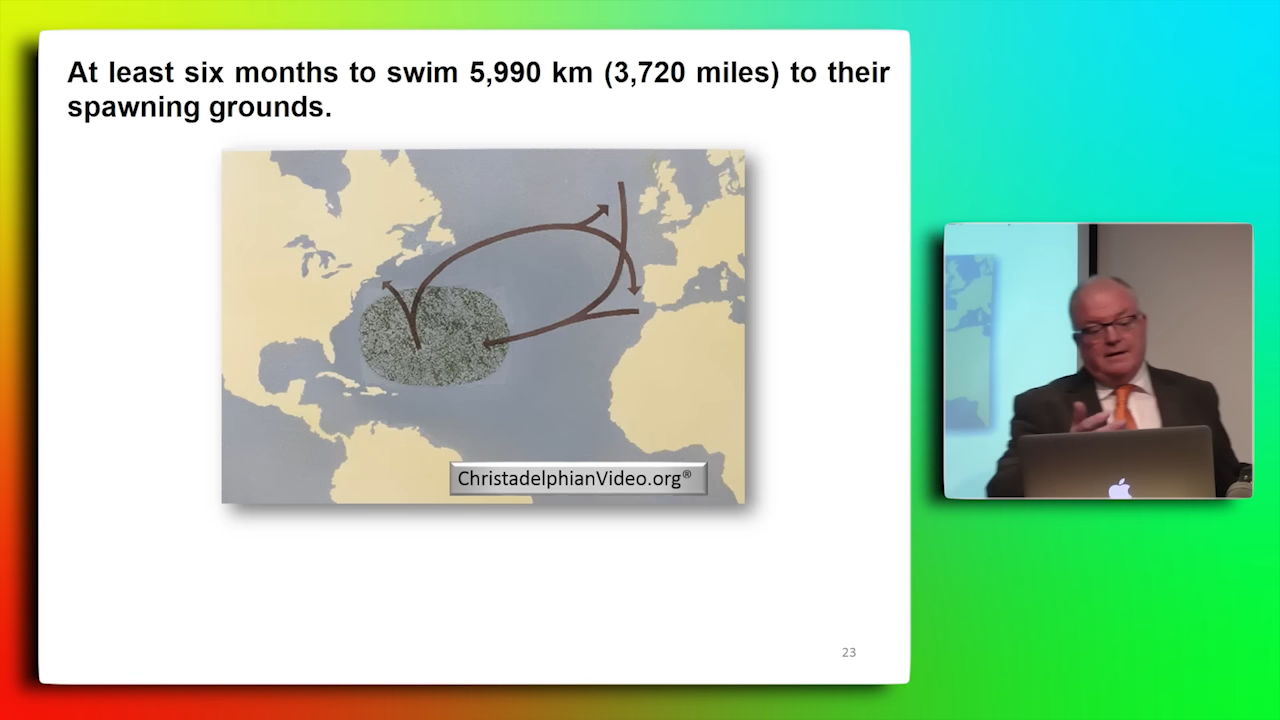 At least six months to swim 5,990 km (3,720 miles) to their
spawning grounds.
ChristadelphianVideo.org®
23